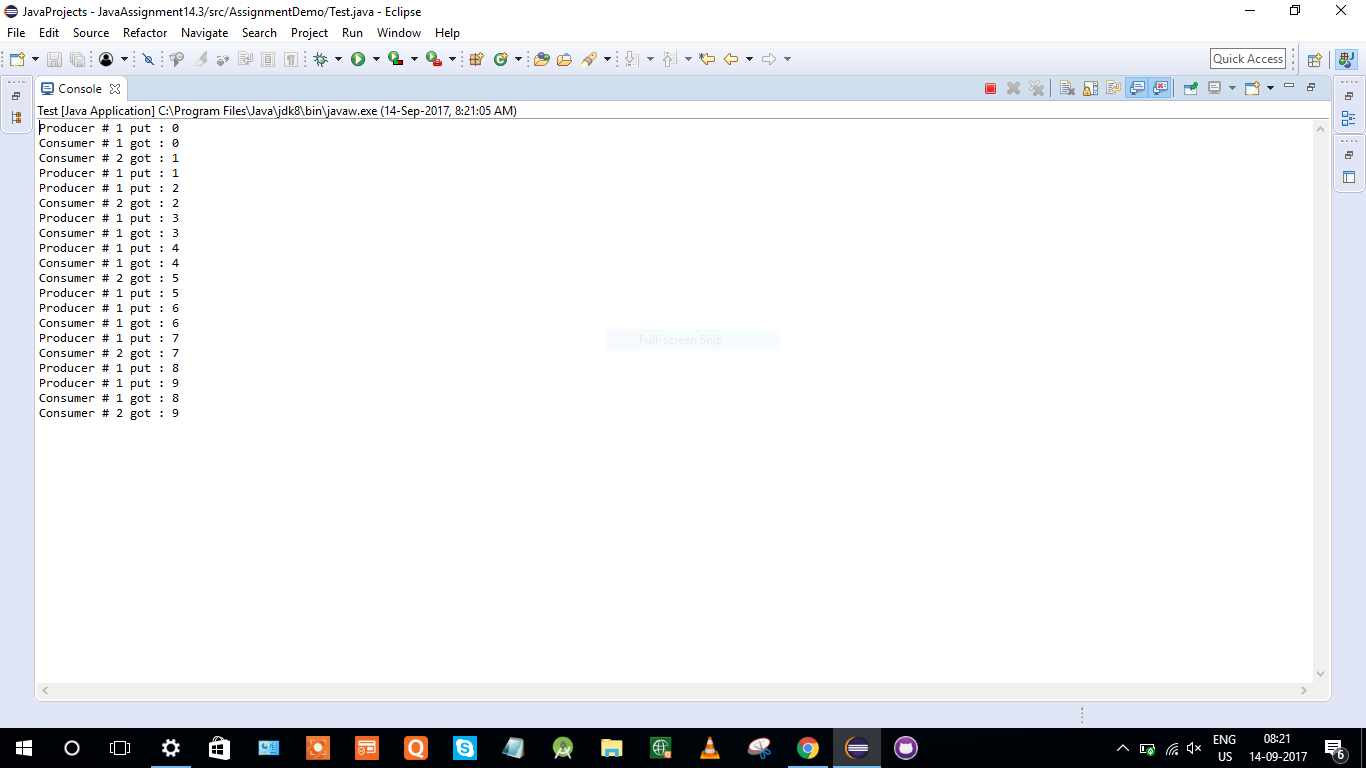 JavaProjects - JavaAssignment14.3/src/AssignmentDemo/Test.java - Eclipse
File Edit Source Refactor Navigate Search Project Run Window Help
Quick Access
Console
Test [Java Application] C:\Program Files\Java\jdk8\bin\javaw.exe (14-Sep-2017, 8:21:05 AM)
Producer # 1 put : 0
Consumer # 1 got : 0
Consumer # 2 got : 1
Producer # 1 put : 1
Producer # 1 put : 2
Consumer # 2 got : 2
Producer # 1 put : 3
Consumer # 1 got : 3
Producer # 1 put : 4
Consumer # 1 got : 4
Consumer # 2 got : 5
Producer # 1 put : 5
Producer # 1 put : 6
Consumer # 1 got : 6
Producer # 1 put : 7
Consumer # 2 got : 7
Producer # 1 put : 8
Producer # 1 put : 9
Consumer # 1 got : 8
Consumer # 2 got : 9
Full-screen Snip
ENG 08:21
US 14-09-2017 6